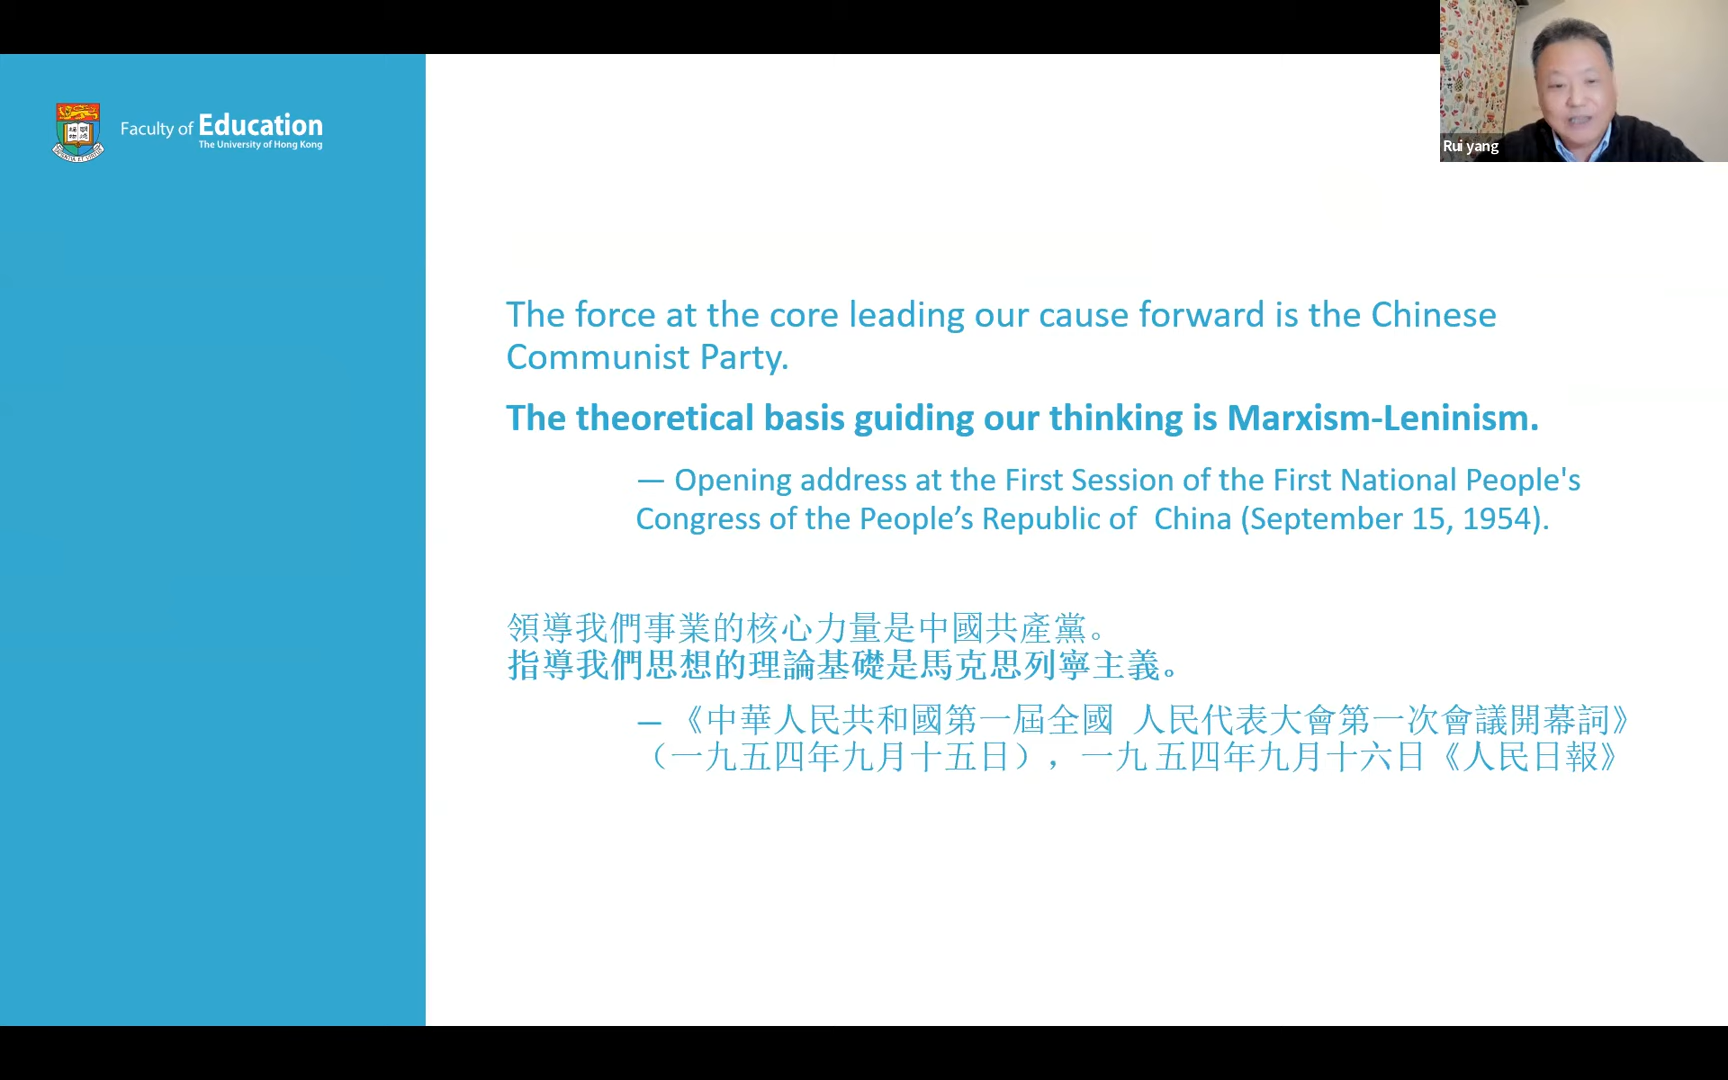 Faculty of Education
The University of Hong Kong
Rui yang
The force at the core leading our cause forward is the Chinese
Communist Party.
The theoretical basis guiding our thinking is Marxism-Leninism.
— Opening address at the First Session of the First National People's
Congress of the People’s Republic of  China (September 15, 1954).
領導我們事業的核心力量是中國共產黨。
指導我們思想的理論基礎是馬克思列寧主義。
— 《中華人民共和國第一屆全國 人民代表大會第一次會議開幕詞》
（一九五四年九月十五日），一九 五四年九月十六日《人民日報》